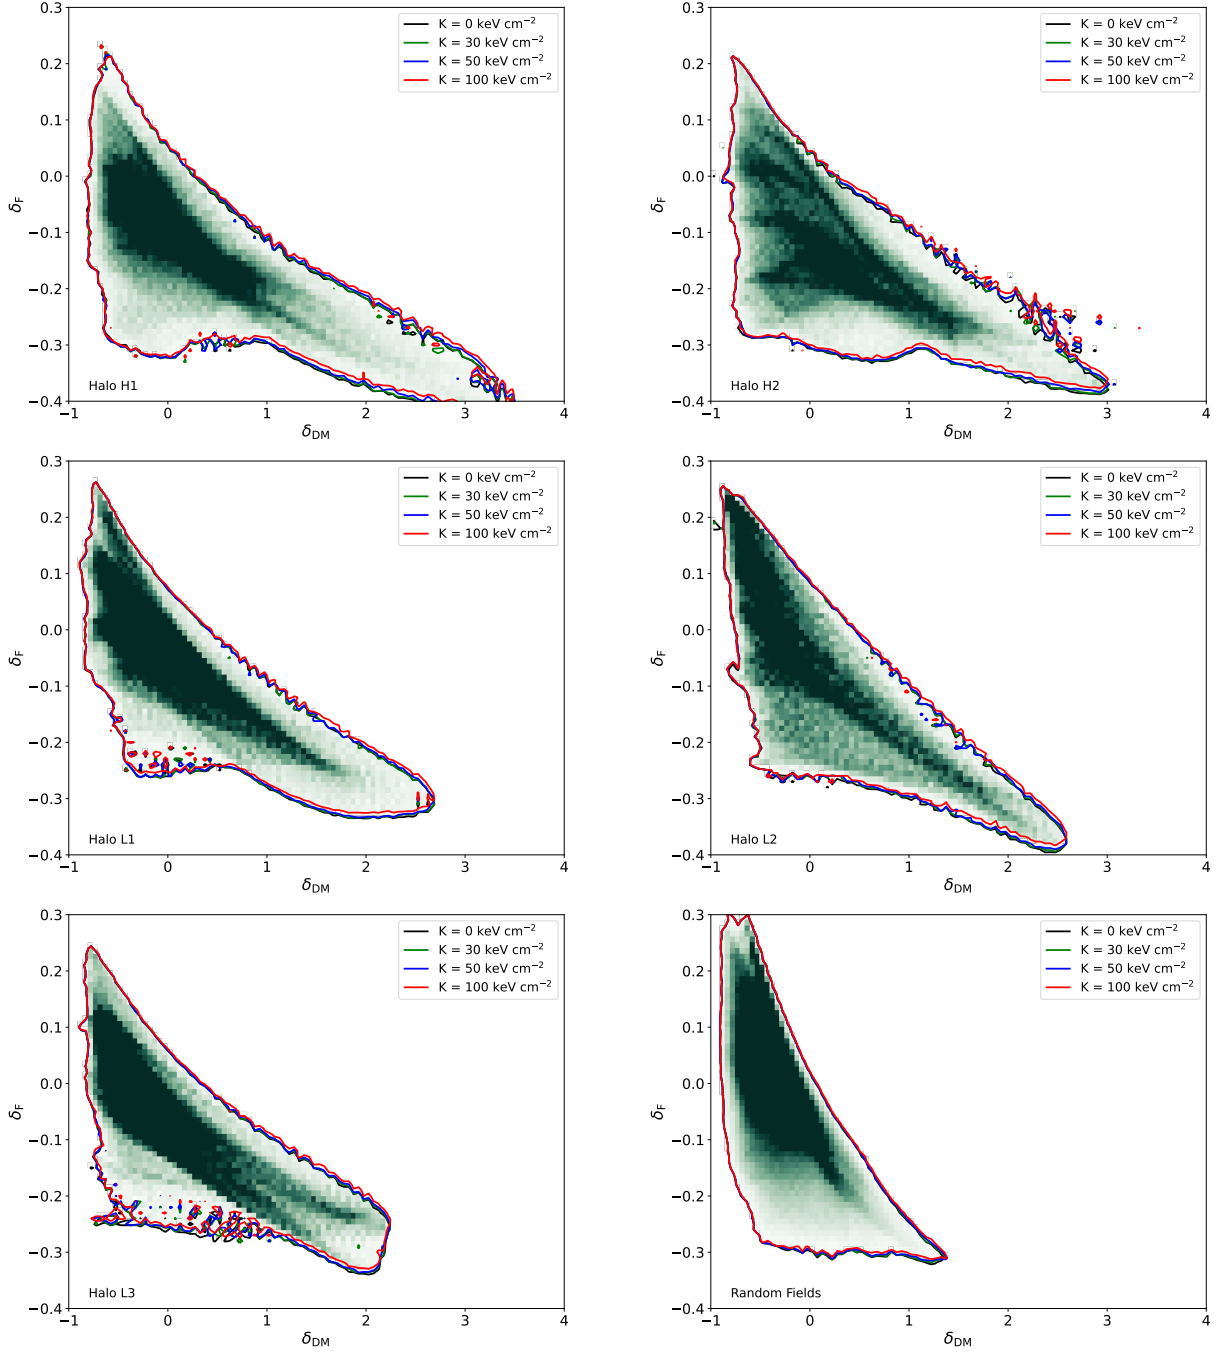 0.3
0.2
0.1
0.0
−0.1
−0.2
−0.3
−0.4
δF
−1
0
1
2
3
4
δDM
K = 0 keV cm⁻²
K = 30 keV cm⁻²
K = 50 keV cm⁻²
K = 100 keV cm⁻²
Halo H1
0.3
0.2
0.1
0.0
−0.1
−0.2
−0.3
−0.4
δF
−1
0
1
2
3
4
δDM
K = 0 keV cm⁻²
K = 30 keV cm⁻²
K = 50 keV cm⁻²
K = 100 keV cm⁻²
Halo H2
0.3
0.2
0.1
0.0
−0.1
−0.2
−0.3
−0.4
δF
−1
0
1
2
3
4
δDM
K = 0 keV cm⁻²
K = 30 keV cm⁻²
K = 50 keV cm⁻²
K = 100 keV cm⁻²
Halo L1
0.3
0.2
0.1
0.0
−0.1
−0.2
−0.3
−0.4
δF
−1
0
1
2
3
4
δDM
K = 0 keV cm⁻²
K = 30 keV cm⁻²
K = 50 keV cm⁻²
K = 100 keV cm⁻²
Halo L2
0.3
0.2
0.1
0.0
−0.1
−0.2
−0.3
−0.4
δF
−1
0
1
2
3
4
δDM
K = 0 keV cm⁻²
K = 30 keV cm⁻²
K = 50 keV cm⁻²
K = 100 keV cm⁻²
Halo L3
0.3
0.2
0.1
0.0
−0.1
−0.2
−0.3
−0.4
δF
−1
0
1
2
3
4
δDM
K = 0 keV cm⁻²
K = 30 keV cm⁻²
K = 50 keV cm⁻²
K = 100 keV cm⁻²
Random Fields